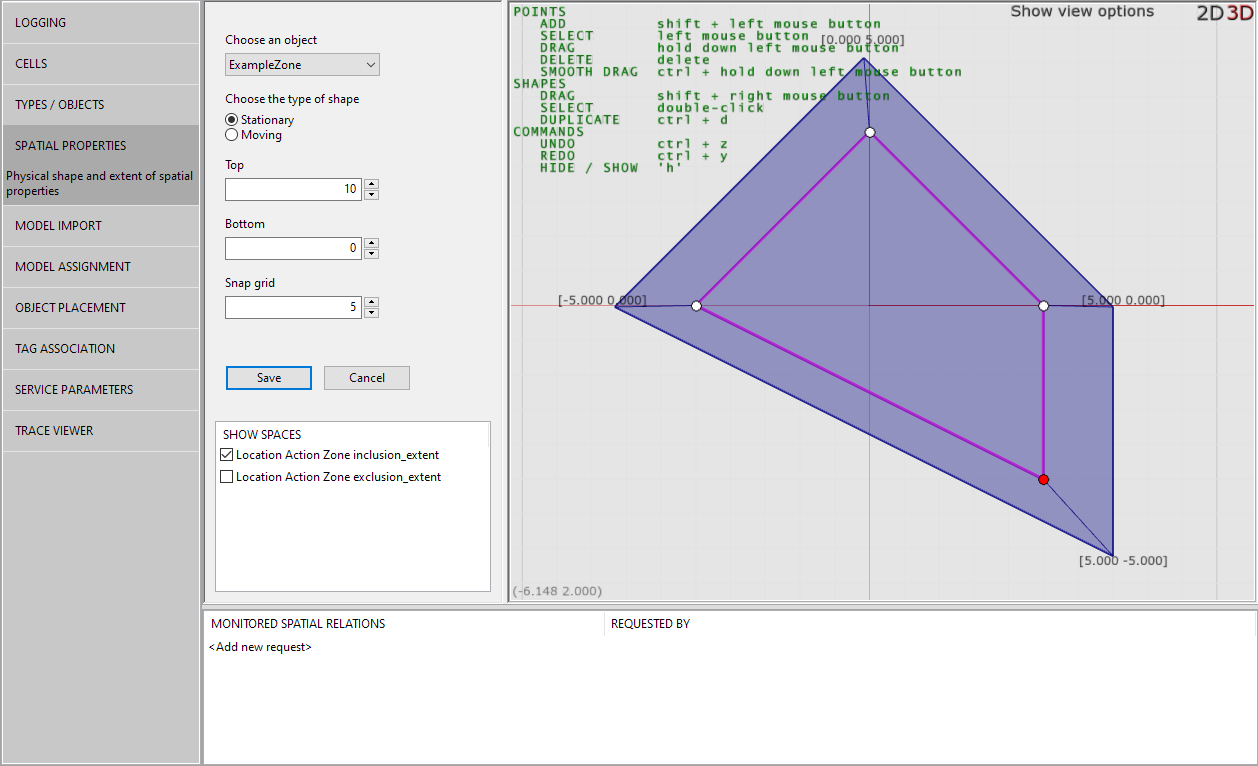 LOGGING
CELLS
TYPES / OBJECTS
SPATIAL PROPERTIES
Physical shape and extent of spatial
properties
MODEL IMPORT
MODEL ASSIGNMENT
OBJECT PLACEMENT
TAG ASSOCIATION
SERVICE PARAMETERS
TRACE VIEWER
Choose an object
ExampleZone
Choose the type of shape
Stationary
Moving
Top
10
Bottom
0
Snap grid
5
Save Cancel
SHOW SPACES
Location Action Zone inclusion_extent
Location Action Zone exclusion_extent
Show view options 2D 3D
POINTS
ADD shift + left mouse button
SELECT left mouse button
DRAG hold down left mouse button
DELETE delete
SMOOTH DRAG ctrl + hold down left mouse button
SHAPES
DRAG shift + right mouse button
SELECT double-click
DUPLICATE ctrl + d
COMMANDS
UNDO ctrl + z
REDO ctrl + y
HIDE / SHOW 'h'
[0.000 5.000]
[-5.000 0.000] [5.000 0.000]
[5.000 -5.000]
(-6.148 2.000)
MONITORED SPATIAL RELATIONS REQUESTED BY
<Add new request>